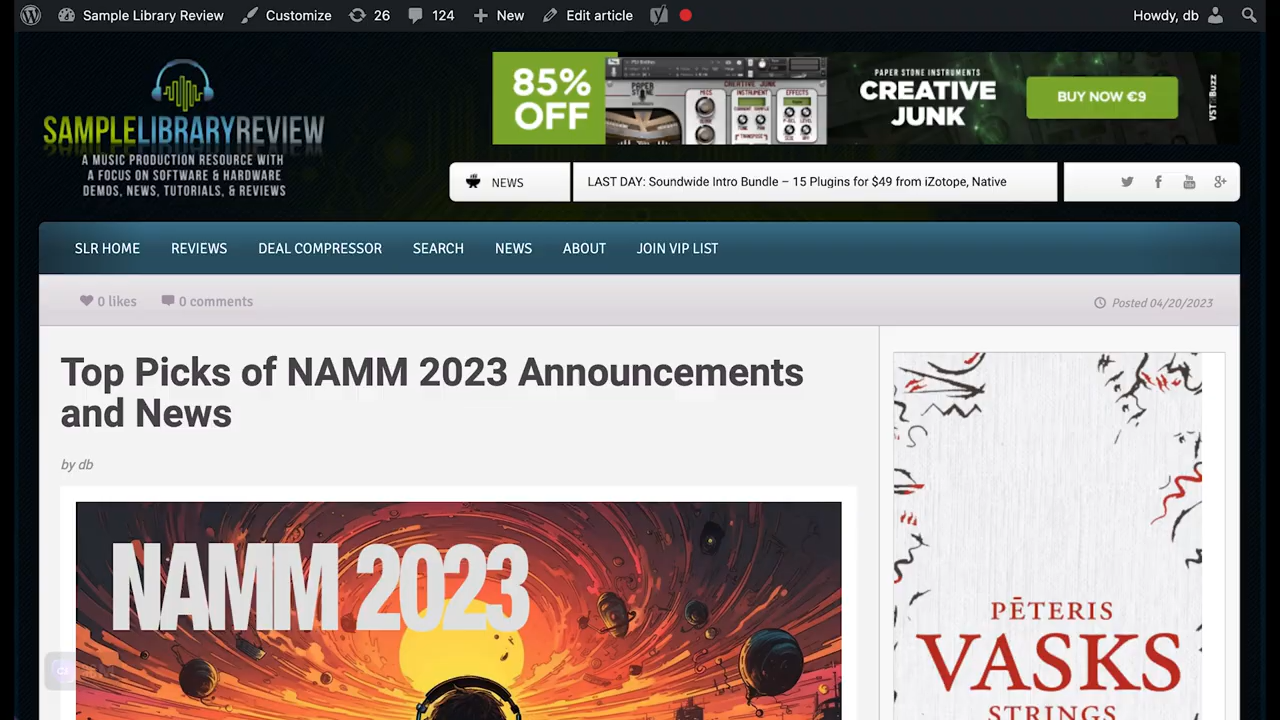 Sample Library Review
Customize
26
124
New
Edit article
Howdy, db
SAMPLELIBRARYREVIEW
A MUSIC PRODUCTION RESOURCE WITH
A FOCUS ON SOFTWARE & HARDWARE
DEMOS, NEWS, TUTORIALS, & REVIEWS
85%
OFF
PAPER STONE INSTRUMENTS
CREATIVE
JUNK
BUY NOW €9
VSTBuzz
NEWS
LAST DAY: Soundwide Intro Bundle – 15 Plugins for $49 from iZotope, Native
SLR HOME
REVIEWS
DEAL COMPRESSOR
SEARCH
NEWS
ABOUT
JOIN VIP LIST
0 likes
0 comments
Posted 04/20/2023
Top Picks of NAMM 2023 Announcements
and News
by db
NAMM 2023
PĒTERIS
VASKS
STRINGS